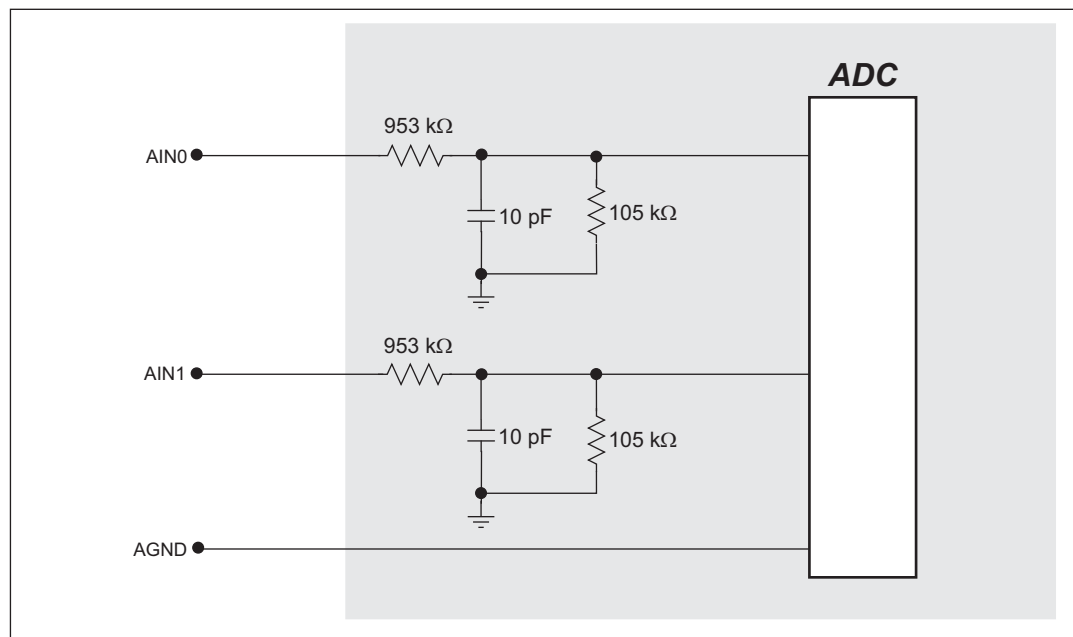 ADC
953 kΩ
AIN0
10 pF
105 kΩ
953 kΩ
AIN1
10 pF
105 kΩ
AGND